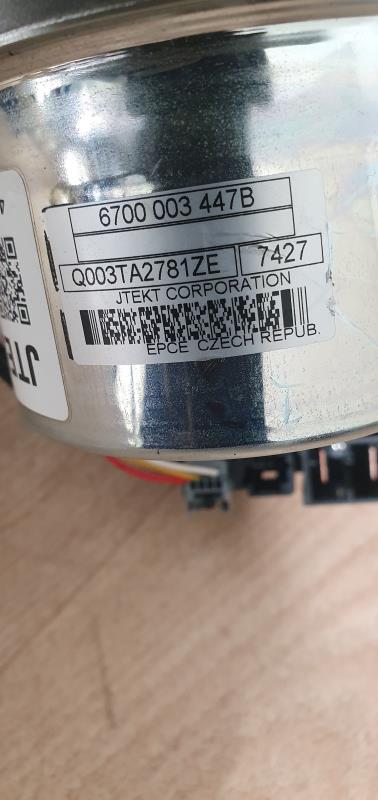 6700 003 447B
Q003TA2781ZE 7427
JTEKT CORPORATION
EPCE CZECH REPUB.